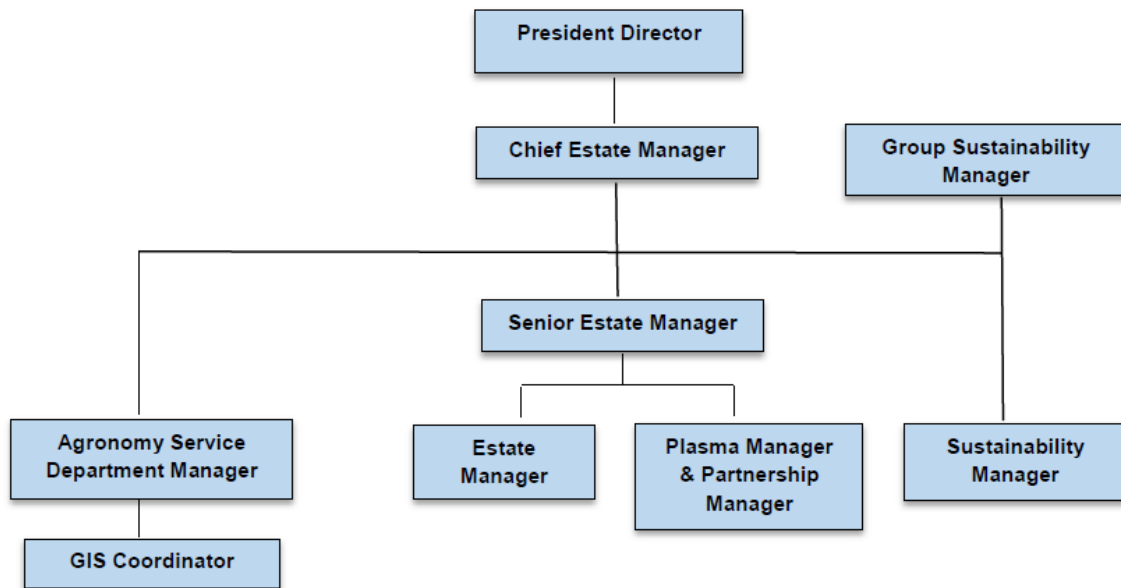 President Director
Chief Estate Manager
Group Sustainability
Manager
Senior Estate Manager
Agronomy Service
Department Manager
Estate
Manager
Plasma Manager
& Partnership
Manager
Sustainability
Manager
GIS Coordinator